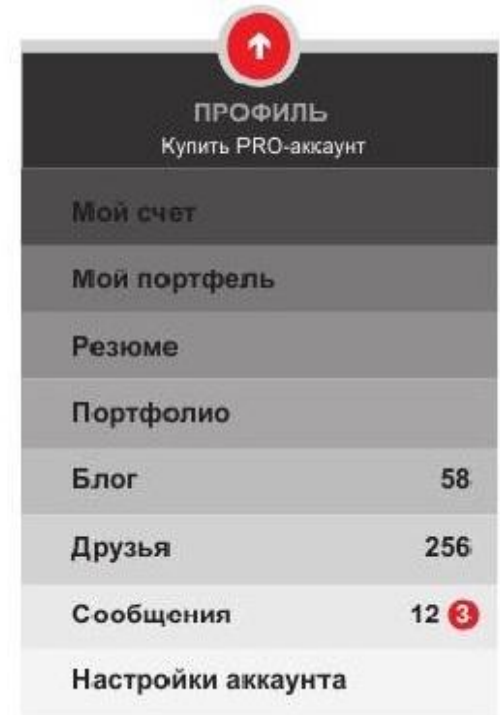 ПРОФИЛЬ
Купить PRO-аккаунт
Мой счет
Мой портфель
Резюме
Портфолио
Блог 58
Друзья 256
Сообщения 12 3
Настройки аккаунта